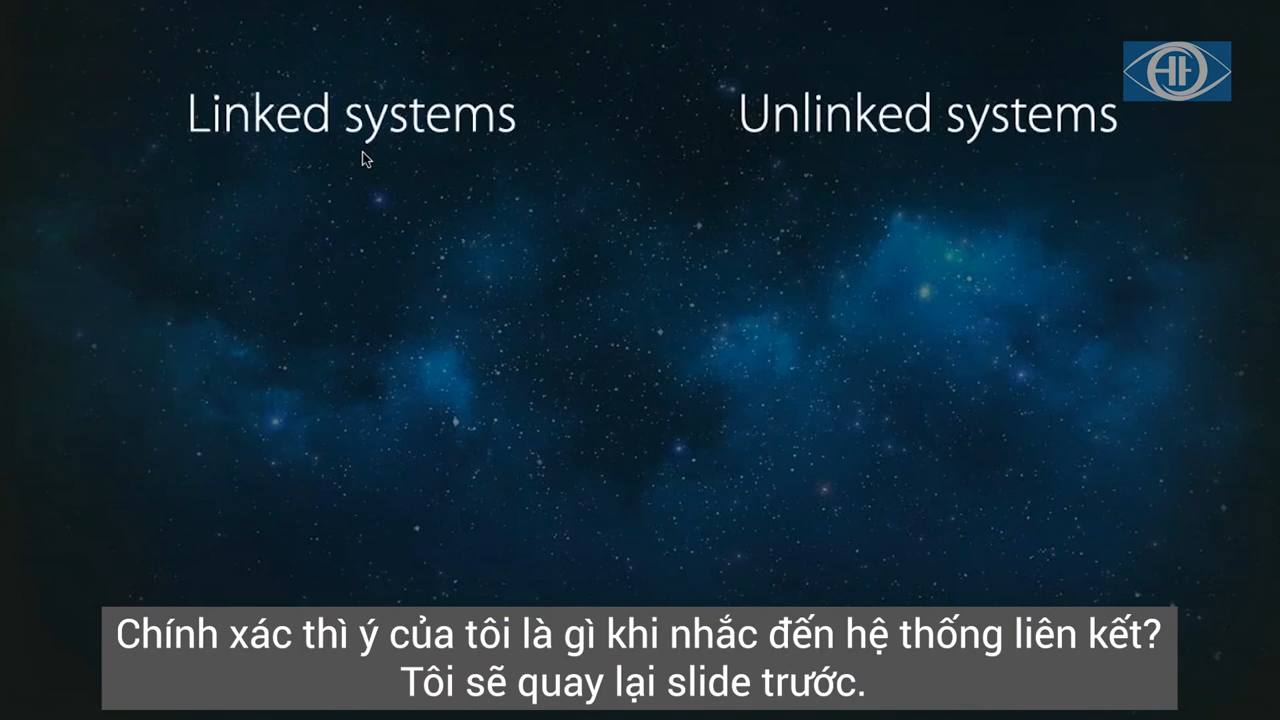 Linked systems
Unlinked systems
Chính xác thì ý của tôi là gì khi nhắc đến hệ thống liên kết?
Tôi sẽ quay lại slide trước.